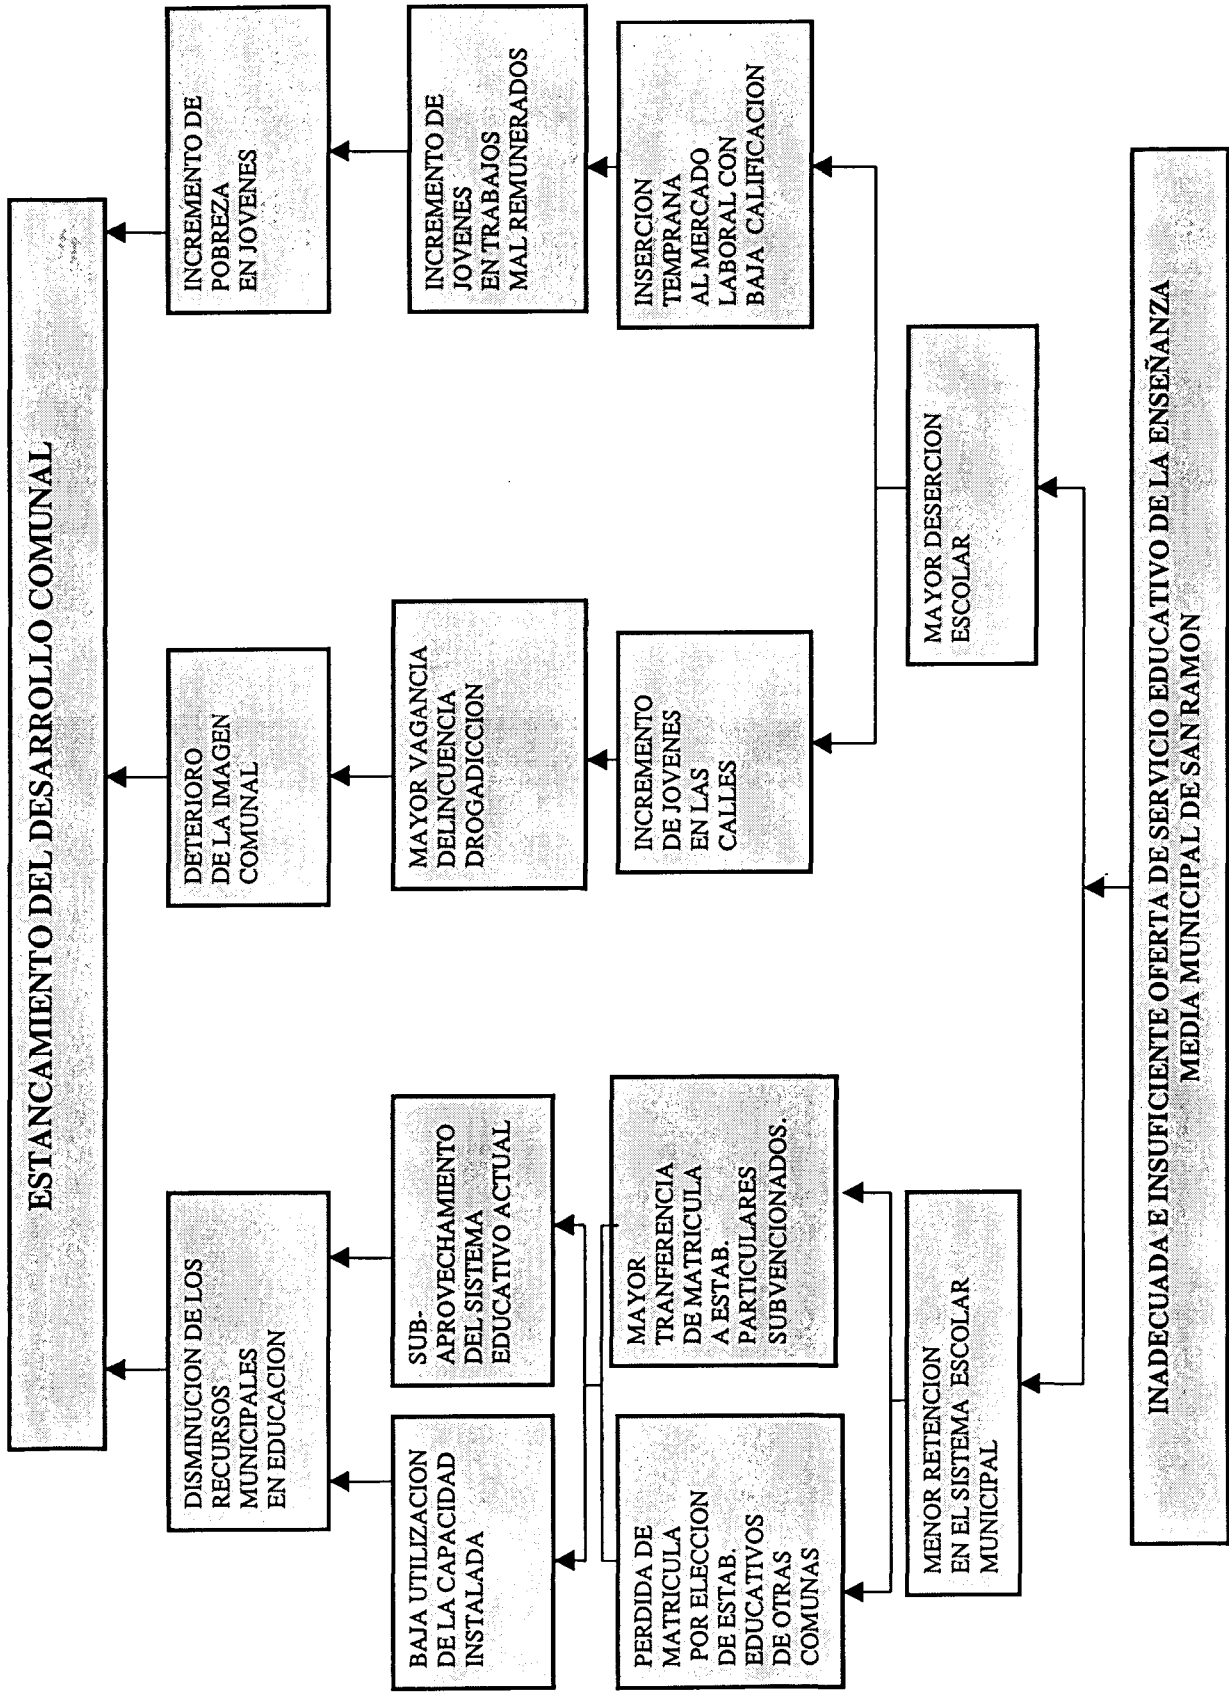 ESTANCAMIENTO DEL DESARROLLO COMUNAL
DISMINUCION DE LOS
RECURSOS
MUNICIPALES
EN EDUCACION
DETERIORO
DE LA IMAGEN
COMUNAL
INCREMENTO DE
POBREZA
EN JOVENES
BAJA UTILIZACION
DE LA CAPACIDAD
INSTALADA
SUB-
APROVECHAMIENTO
DEL SISTEMA
EDUCATIVO ACTUAL
MAYOR VAGANCIA
DELINCUENCIA
DROGADICCION
INCREMENTO DE
JOVENES
EN TRABAJOS
MAL REMUNERADOS
PERDIDA DE
MATRICULA
POR ELECCION
DE ESTAB.
EDUCATIVOS
DE OTRAS
COMUNAS
MAYOR
TRANFERENCIA
DE MATRICULA
A ESTAB.
PARTICULARES
SUBVENCIONADOS.
INCREMENTO
DE JOVENES
EN LAS
CALLES
INSERCION
TEMPRANA
AL MERCADO
LABORAL CON
BAJA CALIFICACION
MENOR RETENCION
EN EL SISTEMA ESCOLAR
MUNICIPAL
MAYOR DESERCION
ESCOLAR
INADECUADA E INSUFICIENTE OFERTA DE SERVICIO EDUCATIVO DE LA ENSEÑANZA
MEDIA MUNICIPAL DE SAN RAMON